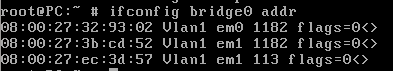 root@PC:~ # ifconfig bridge0 addr
08:00:27:32:93:02 Vlan1 em0 1182 flags=0<>
08:00:27:3b:cd:52 Vlan1 em1 1182 flags=0<>
08:00:27:ec:3d:57 Vlan1 em1 113 flags=0<>